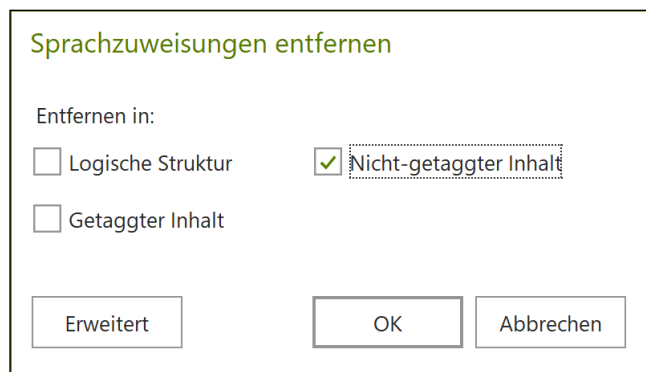 Sprachzuweisungen entfernen
Entfernen in:
Logische Struktur
Nicht-getaggter Inhalt
Getaggter Inhalt
Erweitert
OK
Abbrechen